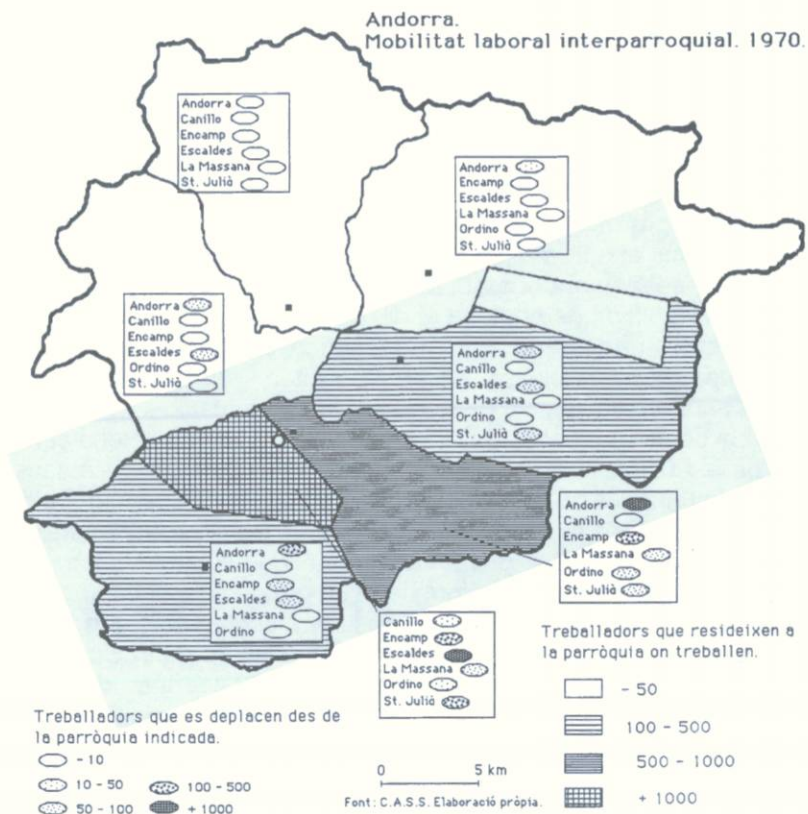 Andorra.
Mobilitat laboral interparroquial. 1970.
Andorra
Canillo
Encamp
Escaldes
La Massana
St. Julià
Andorra
Encamp
Escaldes
La Massana
Ordino
St. Julià
Andorra
Canillo
Encamp
Escaldes
Ordino
St. Julià
Andorra
Canillo
Escaldes
La Massana
Ordino
St. Julià
Andorra
Canillo
Encamp
La Massana
Ordino
St. Julià
Andorra
Canillo
Encamp
Escaldes
La Massana
Ordino
Canillo
Encamp
Escaldes
La Massana
Ordino
St. Julià
Treballadors que resideixen a
la parròquia on treballen.
- 50
100 - 500
500 - 1000
+ 1000
Treballadors que es deplacen des de
la parròquia indicada.
- 10
10 - 50
50 - 100
100 - 500
+ 1000
0 5 km
Font: C.A.S.S. Elaboració pròpia.